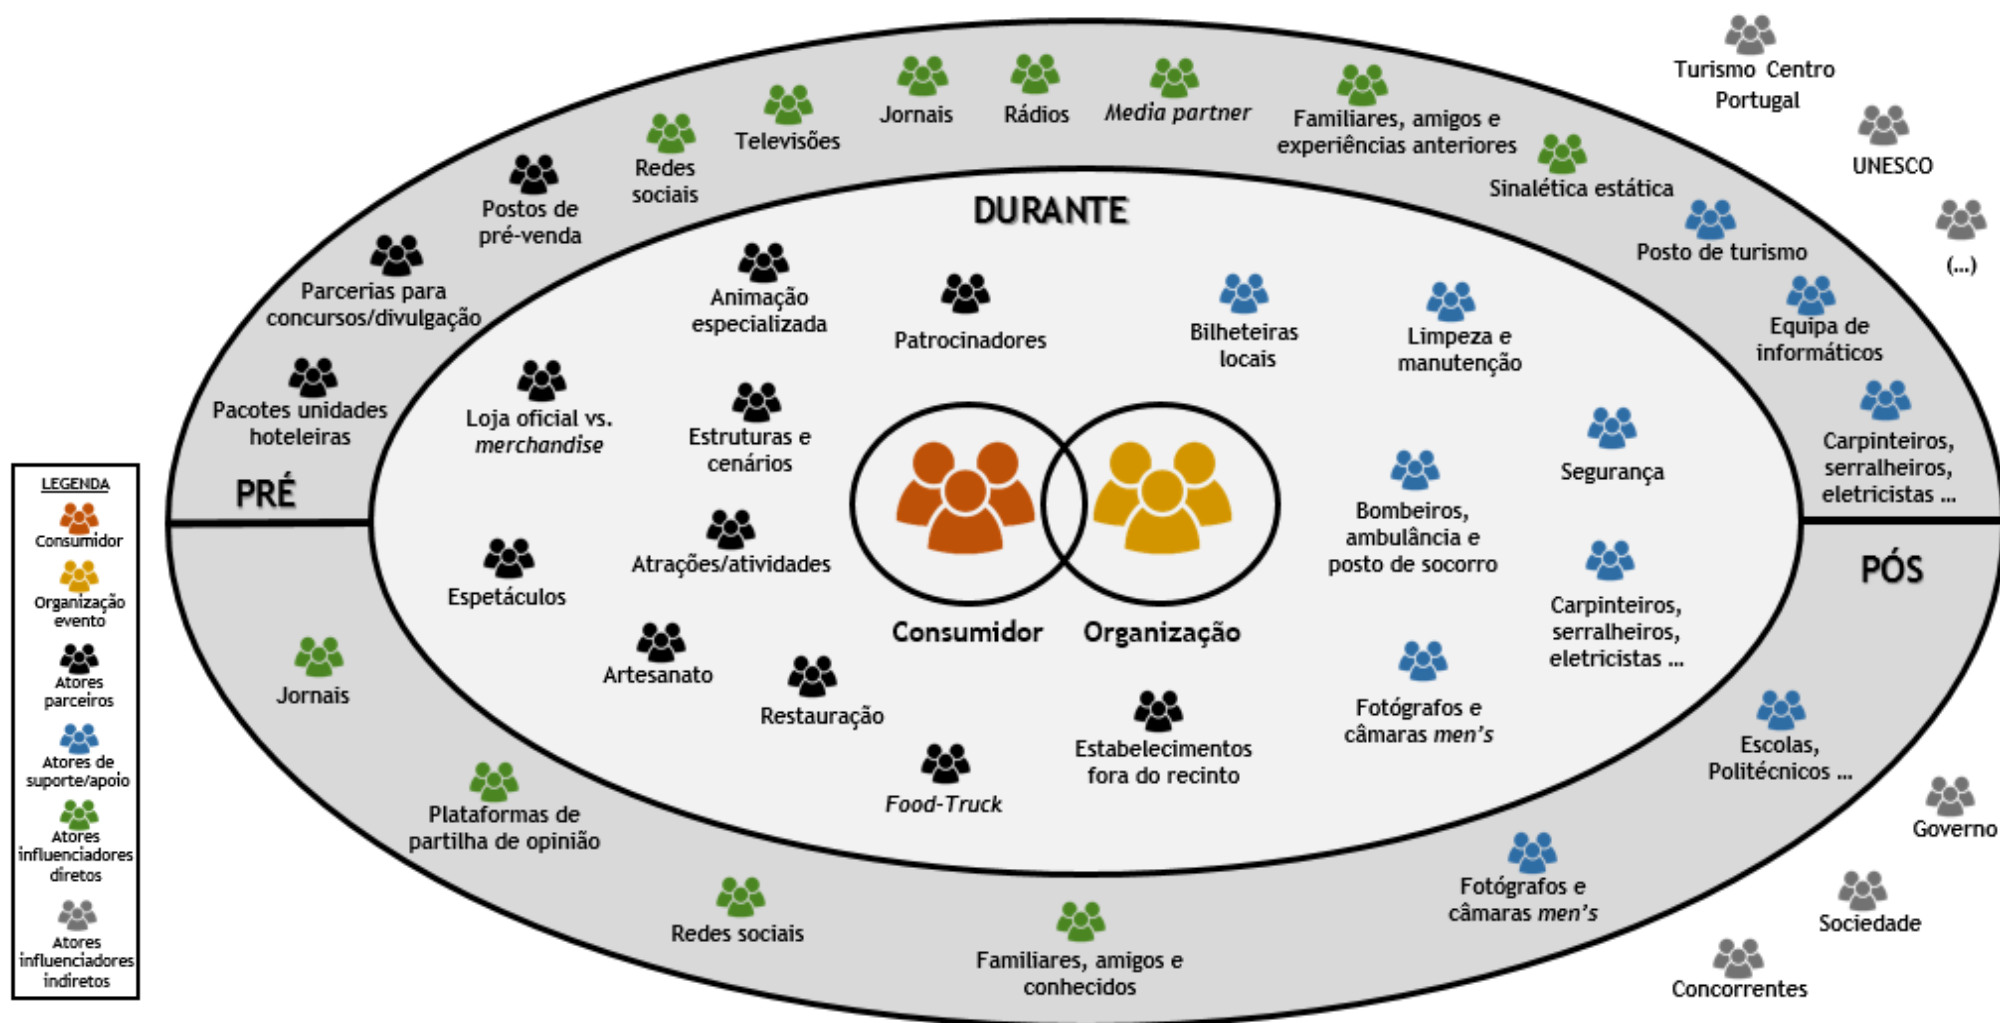 Turismo Centro
Portugal
UNESCO
(...)
Jornais
Rádios
Media partner
Familiares, amigos e
experiências anteriores
Televisões
Redes
sociais
Sinalética estática
Postos de
pré-venda
Posto de turismo
Parcerias para
concursos/divulgação
Equipa de
informáticos
Pacotes unidades
hoteleiras
Carpinteiros,
serralheiros,
eletricistas ...
PRÉ
DURANTE
Animação
especializada
Patrocinadores
Bilheteiras
locais
Limpeza e
manutenção
Loja oficial vs.
merchandise
Estruturas e
cenários
Segurança
Bombeiros,
ambulância e
posto de socorro
Atrações/atividades
Espetáculos
Consumidor
Organização
Carpinteiros,
serralheiros,
eletricistas ...
Artesanato
Restauração
Fotógrafos e
câmaras men's
Estabelecimentos
fora do recinto
Food-Truck
PÓS
Jornais
Escolas,
Politécnicos ...
Plataformas de
partilha de opinião
Fotógrafos e
câmaras men's
Redes sociais
Familiares, amigos e
conhecidos
Governo
Sociedade
Concorrentes
LEGENDA
Consumidor
Organização
evento
Atores
parceiros
Atores de
suporte/apoio
Atores
influenciadores
diretos
Atores
influenciadores
indiretos